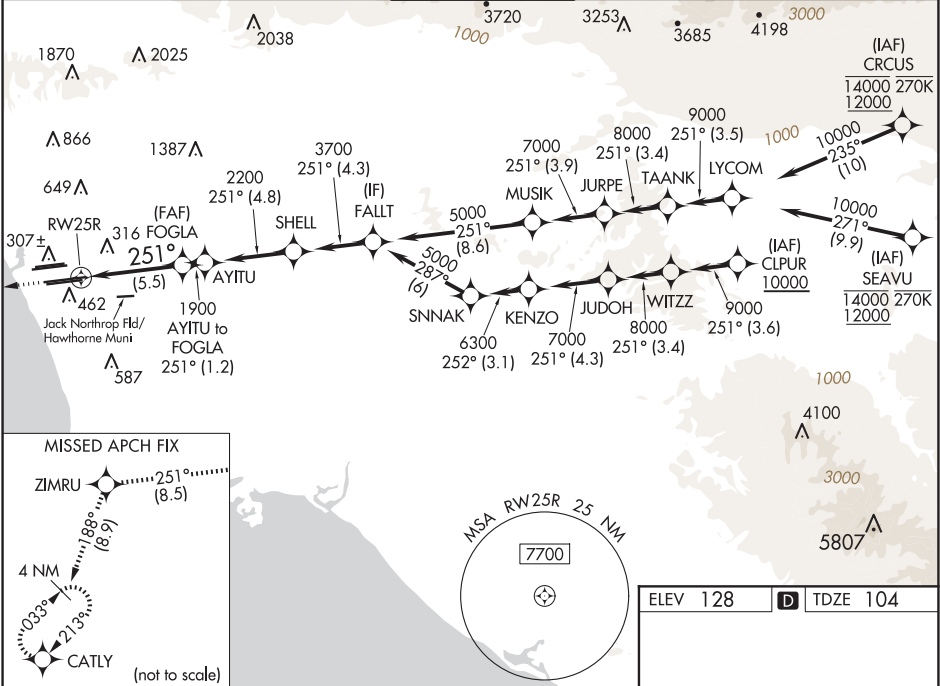 3720
3253
3000
2038
1000
3685
4198
1870
2025
(IAF)
CRCUS
14000 270K
12000
866
1387
9000
251° (3.5)
8000
251° (3.4)
7000
251° (3.9)
1000
10000
235°
(10)
3700
251° (4.3)
649
2200
251° (4.8)
LYCOM
TAANK
JURPE
MUSIK
(IF)
FALLT
SHELL
(FAF)
FOGLA
RW25R
307 ±
316
251°
(5.5)
AYITU
5000
251°
(8.6)
10000
271°
(9.9)
(IAF)
SEAVU
14000 270K
12000
(IAF)
CLPUR
10000
5000
287°
(6)
462
Jack Northrop Fld/
Hawthorne Muni
1900
AYITU to
FOGLA
251° (1.2)
SNNAK
KENZO
JUDOH
WITZZ
6300
252° (3.1)
7000
251° (4.3)
8000
251° (3.4)
9000
251° (3.6)
587
1000
4100
3000
5807
MISSED APCH FIX
ZIMRU
251°
(8.5)
188°
(8.9)
4 NM
033°
213°
CATLY
(not to scale)
MSA RW25R 25 NM
7700
ELEV 128 D TDZE 104